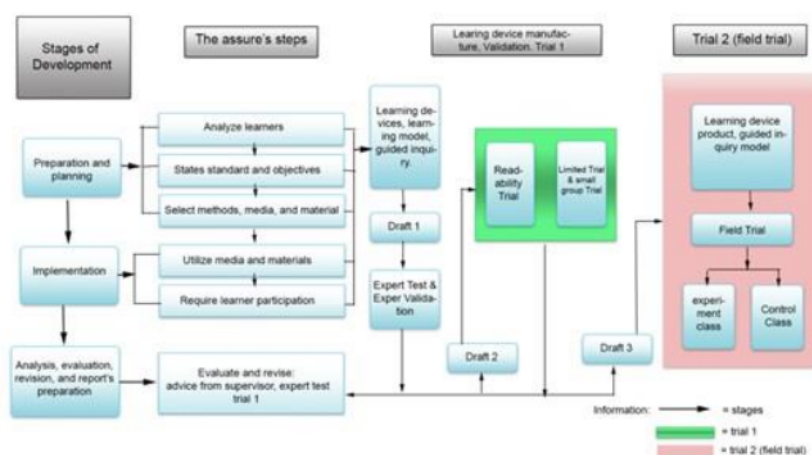 Stages of
Development
The assure's steps
Learing device manufac-
ture, Validation. Trial 1
Trial 2 (field trial)
Preparation and
planning
Implementation
Analysis, evaluation,
revision, and report's
preparation
Analyze learners
States standard and objectives
Select methods, media, and material
Utilize media and materials
Require learner participation
Evaluate and revise:
advice from supervisor, expert test
trial 1
Learning de-
vices, learn-
ing model,
guided inquiry.
Draft 1
Expert Test &
Exper Valida-
tion
Draft 2
Read-
ability
Trial
Limited Trial
& small
group Trial
Draft 3
Learning device
product, guided in-
quiry model
Field Trial
experi-
ment
class
Control
Class
Information:
= stages
= trial 1
= trial 2 (field trial)